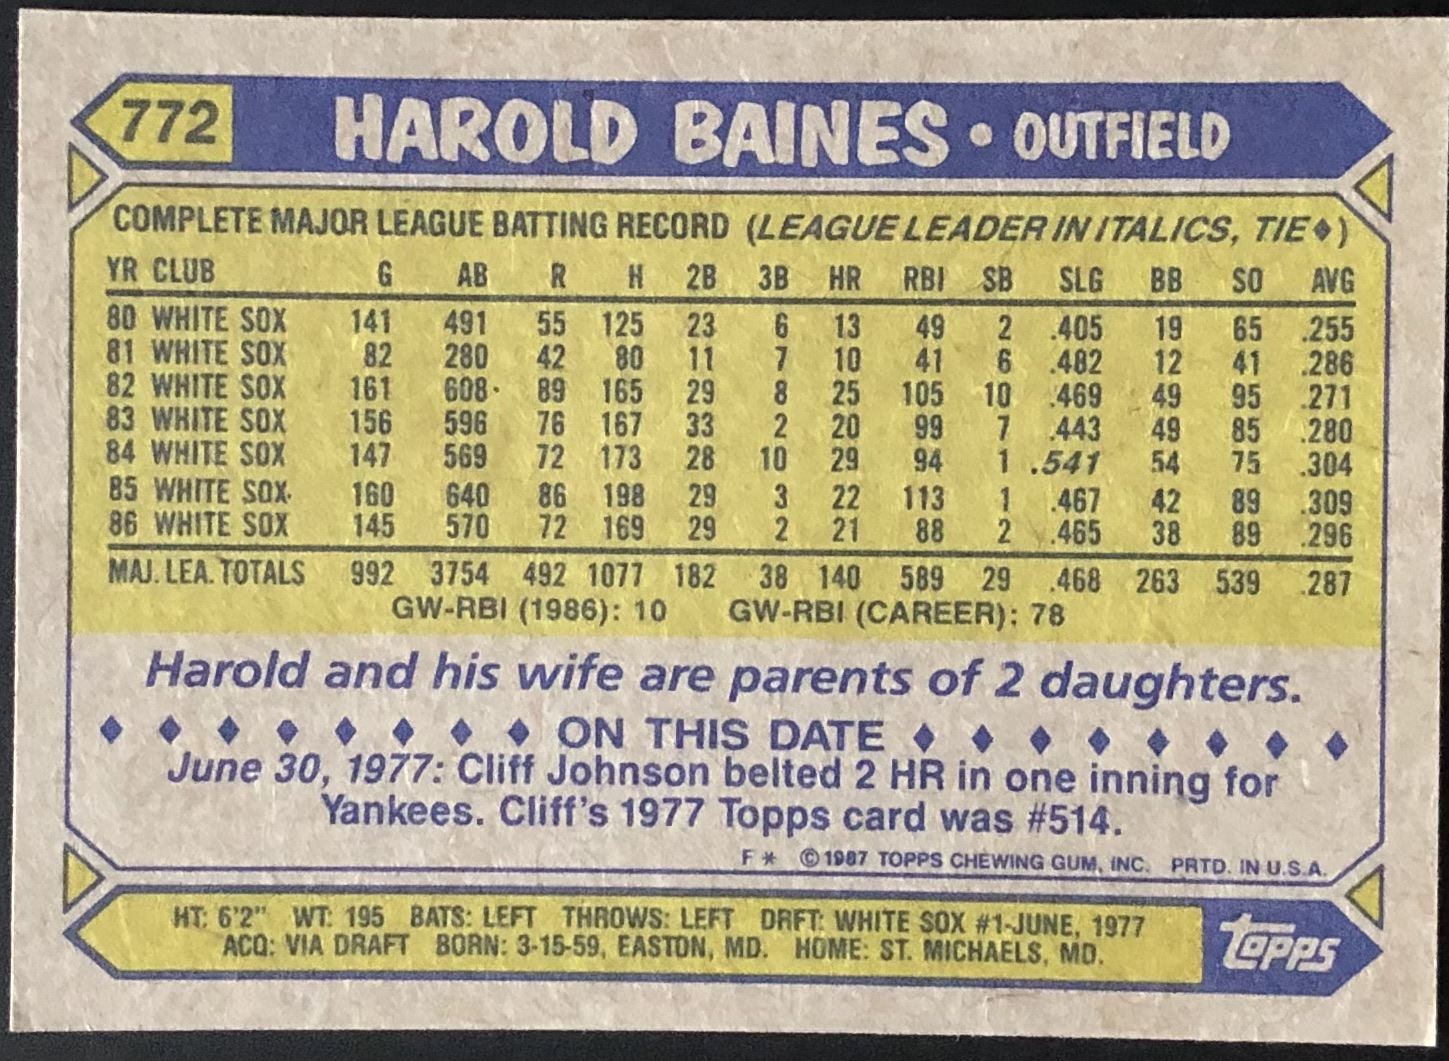 772 HAROLD BAINES • OUTFIELD
COMPLETE MAJOR LEAGUE BATTING RECORD (LEAGUE LEADER IN ITALICS, TIE♦)
YR CLUB G AB R H 2B 3B HR RBI SB SLG BB SO AVG
80 WHITE SOX 141 491 55 125 23 6 13 49 2 .405 19 65 .255
81 WHITE SOX 82 280 42 80 11 7 10 41 6 .482 12 41 .286
82 WHITE SOX 161 608 89 165 29 8 25 105 10 .469 49 95 .271
83 WHITE SOX 156 596 76 167 33 2 20 99 7 .443 49 85 .280
84 WHITE SOX 147 569 72 173 28 10 29 94 1 .541 54 75 .304
85 WHITE SOX 160 640 86 198 29 3 22 113 1 .467 42 89 .309
86 WHITE SOX 145 570 72 169 29 2 21 88 2 .465 38 89 .296
MAJ. LEA. TOTALS 992 3754 492 1077 182 38 140 589 29 .468 263 539 .287
GW-RBI (1986): 10 GW-RBI (CAREER): 78
Harold and his wife are parents of 2 daughters.
♦ ♦ ♦ ♦ ♦ ♦ ♦ ♦ ON THIS DATE ♦ ♦ ♦ ♦ ♦ ♦ ♦ ♦
June 30, 1977: Cliff Johnson belted 2 HR in one inning for
Yankees. Cliff's 1977 Topps card was #514.
F * © 1987 TOPPS CHEWING GUM, INC. PRTD. IN U.S.A.
HT: 6'2" WT: 195 BATS: LEFT THROWS: LEFT DRFT: WHITE SOX #1-JUNE, 1977
ACQ: VIA DRAFT BORN: 3-15-59, EASTON, MD. HOME: ST. MICHAELS, MD.
Topps